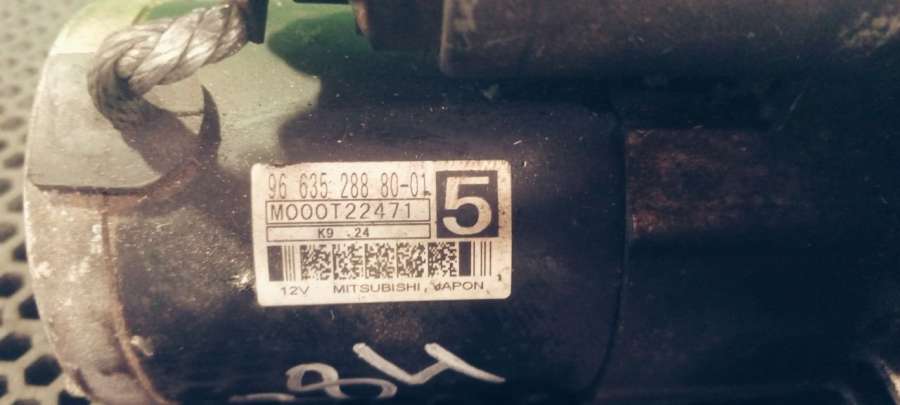 96 635 288 80-01
5
M000T22471
K9 .24
12V MITSUBISHI, JAPON